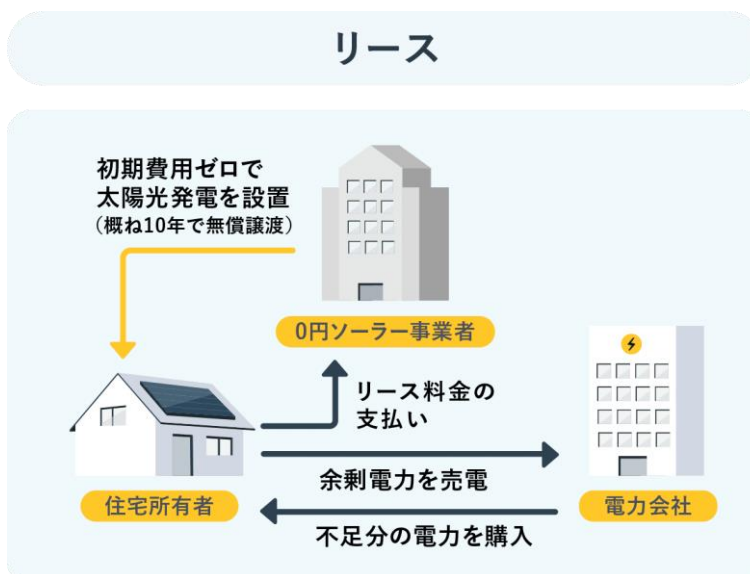 リース
初期費用ゼロで
太陽光発電を設置
（概ね10年で無償譲渡）
0円ソーラー事業者
リース料金の
支払い
余剰電力を売電
住宅所有者
電力会社
不足分の電力を購入